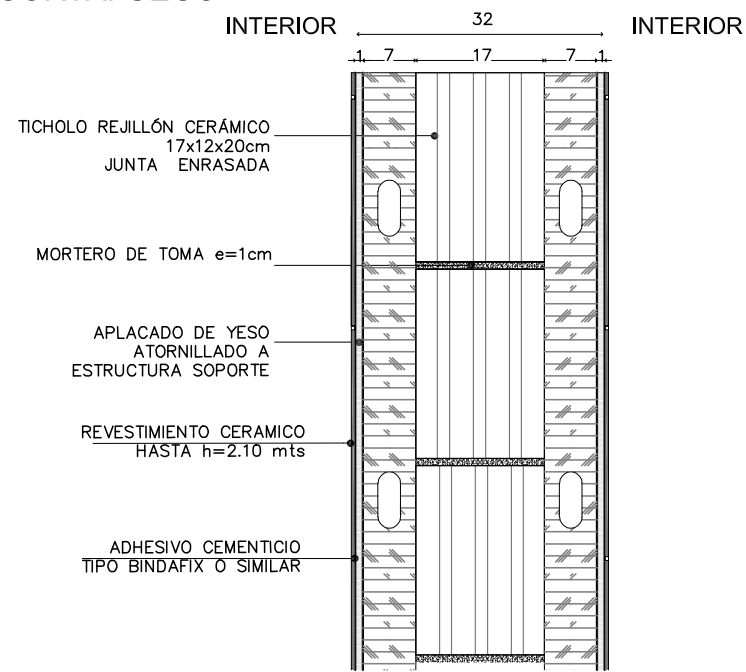 INTERIOR
32
INTERIOR
1 7 17 7 1
TICHOLO REJILLÓN CERÁMICO
17x12x20cm
JUNTA ENRASADA
MORTERO DE TOMA e=1cm
APLACADO DE YESO
ATORNILLADO A
ESTRUCTURA SOPORTE
REVESTIMIENTO CERAMICO
HASTA h=2.10 mts
ADHESIVO CEMENTICIO
TIPO BINDAFIX O SIMILAR